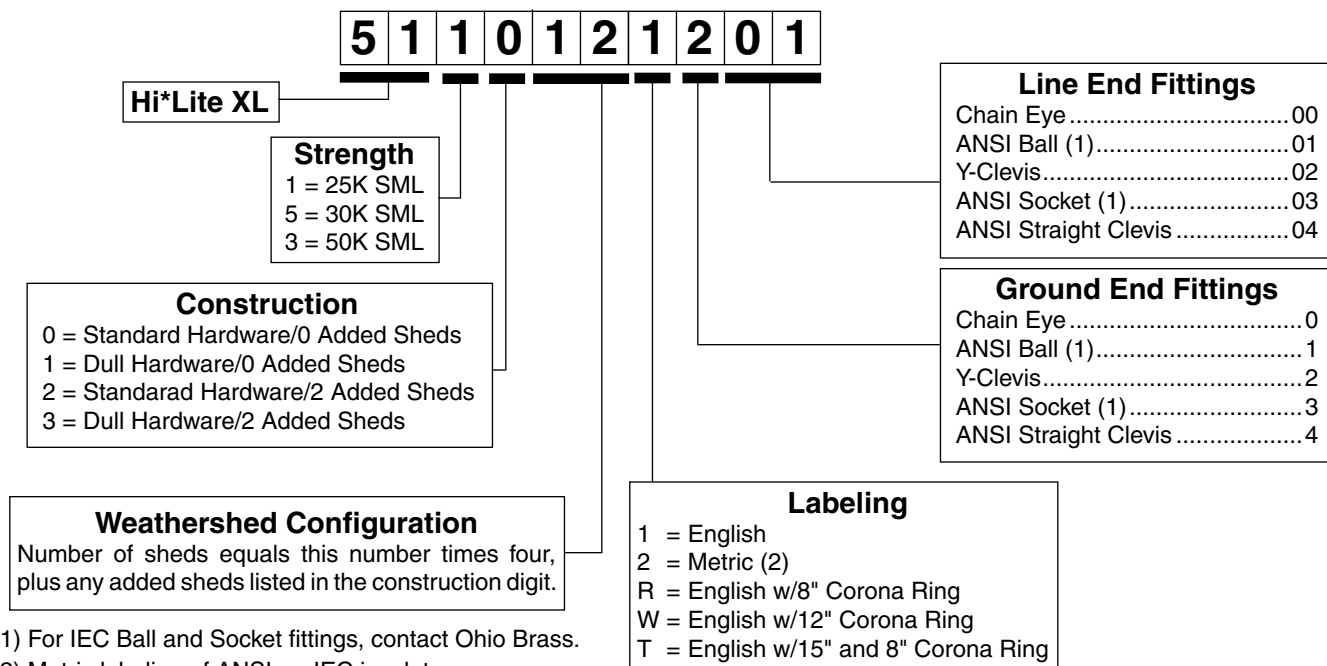 5 1 1 0 1 2 1 2 0 1
Hi*Lite XL
Strength
1 = 25K SML
5 = 30K SML
3 = 50K SML
Construction
0 = Standard Hardware/0 Added Sheds
1 = Dull Hardware/0 Added Sheds
2 = Standarad Hardware/2 Added Sheds
3 = Dull Hardware/2 Added Sheds
Weathershed Configuration
Number of sheds equals this number times four,
plus any added sheds listed in the construction digit.
Line End Fittings
Chain Eye.................................00
ANSI Ball (1).............................01
Y-Clevis.....................................02
ANSI Socket (1)........................03
ANSI Straight Clevis.................04
Ground End Fittings
Chain Eye...................................0
ANSI Ball (1)...............................1
Y-Clevis.......................................2
ANSI Socket (1)..........................3
ANSI Straight Clevis...................4
Labeling
1 = English
2 = Metric (2)
R = English w/8" Corona Ring
W = English w/12" Corona Ring
T = English w/15" and 8" Corona Ring
1) For IEC Ball and Socket fittings, contact Ohio Brass.